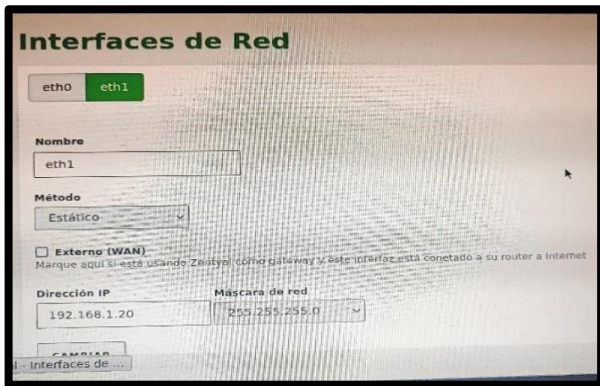 Interfaces de Red
eth0 eth1
Nombre
eth1
Método
Estático
Externo (WAN)
Marque aquí si está usando Zentyal como gateway y este interfaz está conetado a su router a Internet
Dirección IP Máscara de red
192.168.1.20 255.255.255.0
CAMBIAR
l - Interfaces de ...